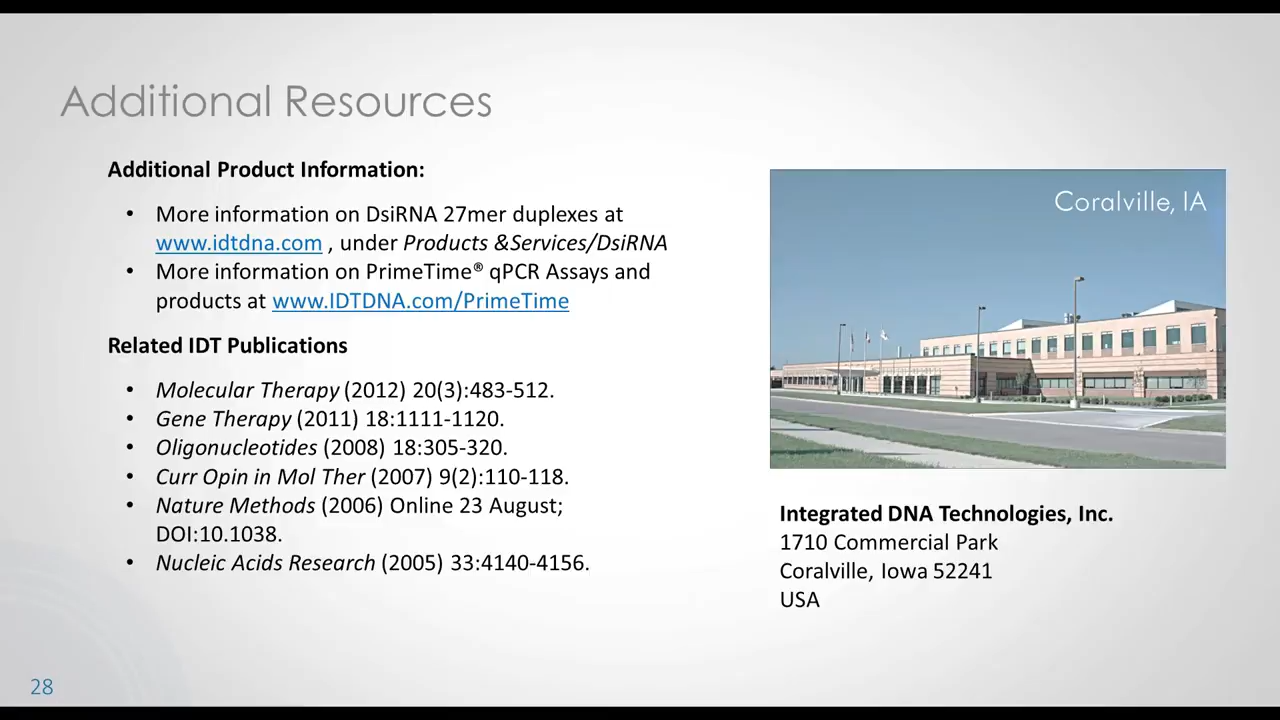 Additional Resources
Additional Product Information:
• More information on DsiRNA 27mer duplexes at
www.idtdna.com , under Products &Services/DsiRNA
• More information on PrimeTime® qPCR Assays and
products at www.IDTDNA.com/PrimeTime
Related IDT Publications
• Molecular Therapy (2012) 20(3):483-512.
• Gene Therapy (2011) 18:1111-1120.
• Oligonucleotides (2008) 18:305-320.
• Curr Opin in Mol Ther (2007) 9(2):110-118.
• Nature Methods (2006) Online 23 August;
DOI:10.1038.
• Nucleic Acids Research (2005) 33:4140-4156.
Coralville, IA
Integrated DNA Technologies, Inc.
1710 Commercial Park
Coralville, Iowa 52241
USA
28